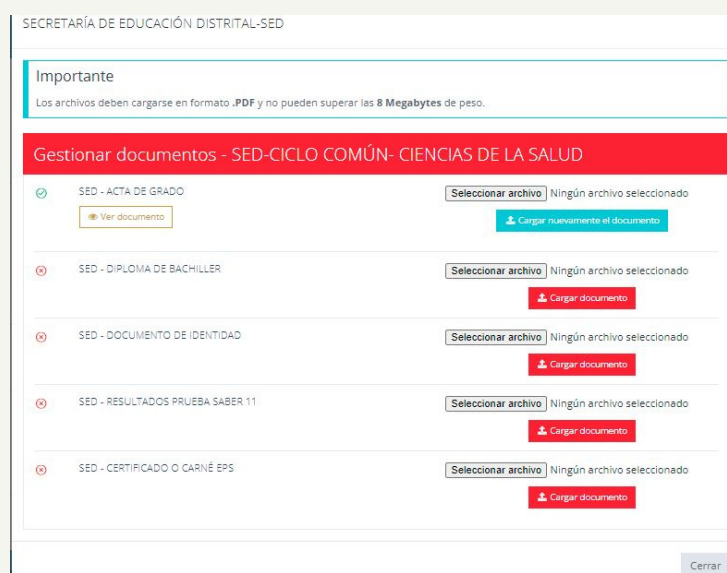 SECRETARÍA DE EDUCACIÓN DISTRITAL-SED
Importante
Los archivos deben cargarse en formato .PDF y no pueden superar las 8 Megabytes de peso.
Gestionar documentos - SED-CICLO COMÚN- CIENCIAS DE LA SALUD
SED - ACTA DE GRADO
Seleccionar archivo Ningún archivo seleccionado
Ver documento
Cargar nuevamente el documento
SED - DIPLOMA DE BACHILLER
Seleccionar archivo Ningún archivo seleccionado
Cargar documento
SED - DOCUMENTO DE IDENTIDAD
Seleccionar archivo Ningún archivo seleccionado
Cargar documento
SED - RESULTADOS PRUEBA SABER 11
Seleccionar archivo Ningún archivo seleccionado
Cargar documento
SED - CERTIFICADO O CARNÉ EPS
Seleccionar archivo Ningún archivo seleccionado
Cargar documento
Cerrar